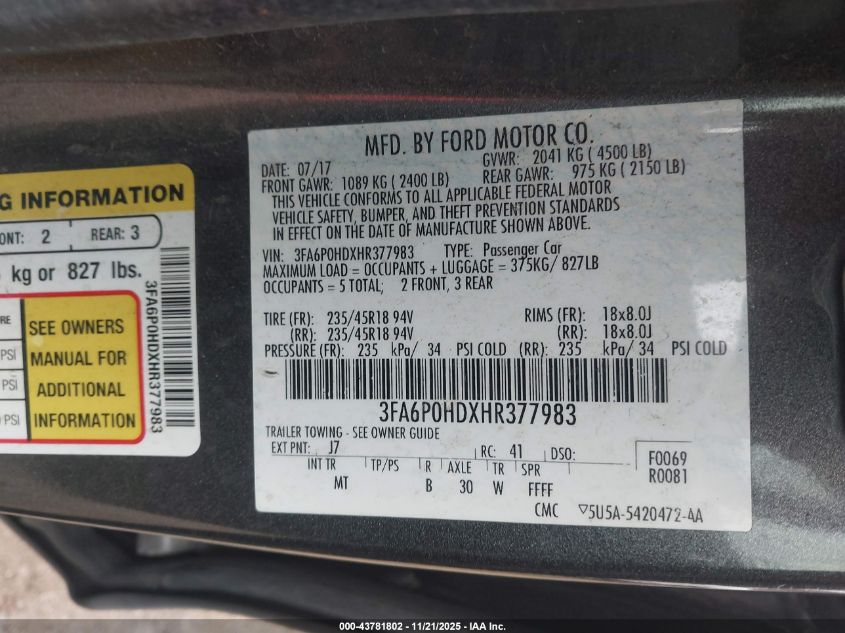 G INFORMATION
ONT: 2 REAR: 3
kg or 827 lbs.
RE
PSI
PSI
PSI
SEE OWNERS
MANUAL FOR
ADDITIONAL
INFORMATION
3FA6P0HDXHR377983
MFD. BY FORD MOTOR CO.
DATE: 07/17 GVWR: 2041 KG ( 4500 LB)
FRONT GAWR: 1089 KG ( 2400 LB) REAR GAWR: 975 KG ( 2150 LB)
THIS VEHICLE CONFORMS TO ALL APPLICABLE FEDERAL MOTOR
VEHICLE SAFETY, BUMPER, AND THEFT PREVENTION STANDARDS
IN EFFECT ON THE DATE OF MANUFACTURE SHOWN ABOVE.
VIN: 3FA6P0HDXHR377983 TYPE: Passenger Car
MAXIMUM LOAD = OCCUPANTS + LUGGAGE = 375KG/ 827LB
OCCUPANTS = 5 TOTAL; 2 FRONT, 3 REAR
TIRE (FR): 235/45R18 94V RIMS (FR): 18x8.0J
(RR): 235/45R18 94V (RR): 18x8.0J
PRESSURE (FR): 235 kPa/ 34 PSI COLD (RR): 235 kPa/ 34 PSI COLD
3FA6P0HDXHR377983
TRAILER TOWING - SEE OWNER GUIDE
EXT PNT: J7 RC: 41 DSO: F0069
INT TR TP/PS R AXLE TR SPR R0081
MT B 30 W FFFF
CMC ▽5U5A-5420472-AA
000-43781802 - 11/21/2025 - IAA Inc.